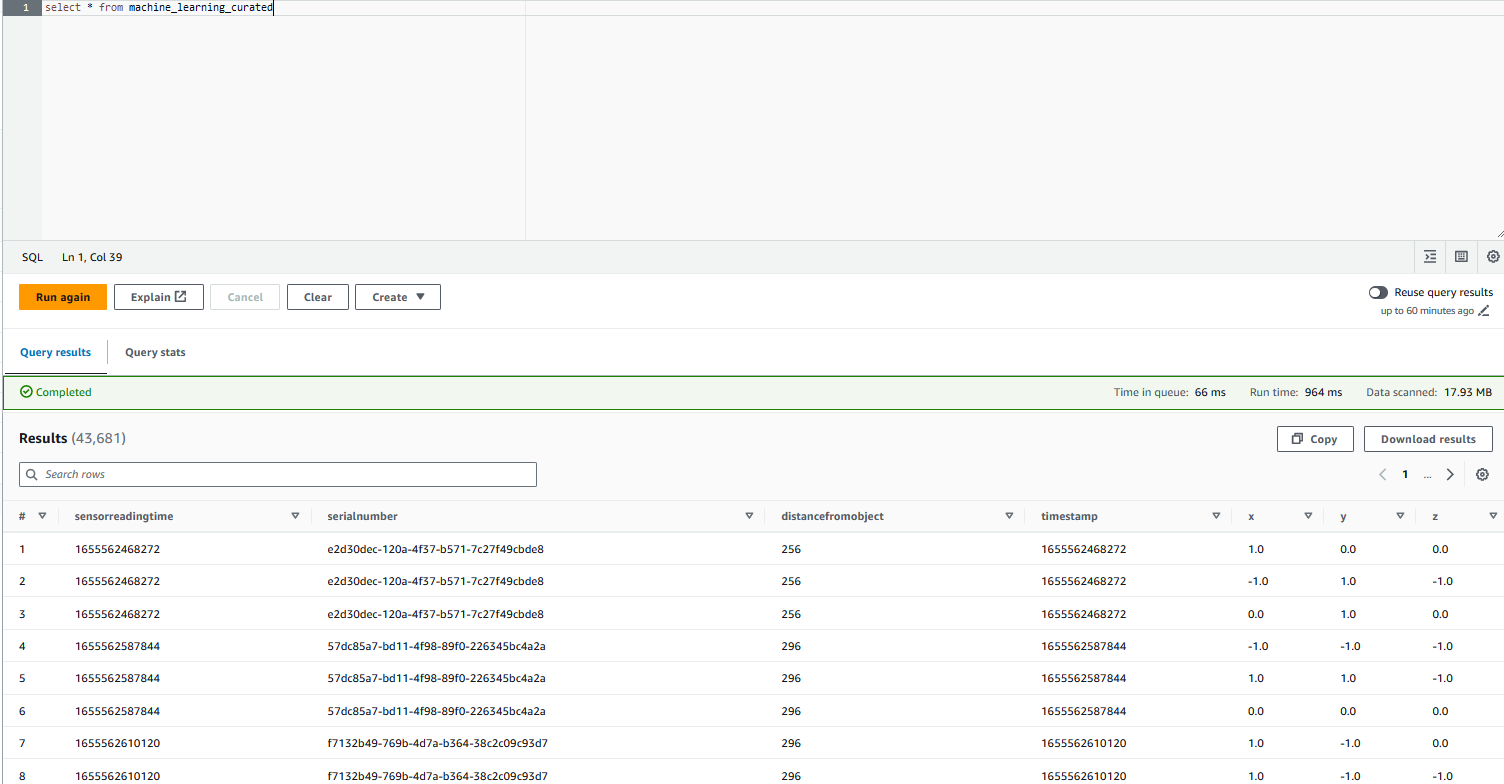 1 select * from machine_learning_curated
SQL Ln 1, Col 39
Run again Explain Cancel Clear Create Reuse query results
up to 60 minutes ago
Query results Query stats
Completed Time in queue: 66 ms Run time: 964 ms Data scanned: 17.93 MB
Results (43,681) Copy Download results
Search rows 1 ...
# sensorreadingtime serialnumber distancefromobject timestamp x y z
1 1655562468272 e2d30dec-120a-4f37-b571-7c27f49cbde8 256 1655562468272 1.0 0.0 0.0
2 1655562468272 e2d30dec-120a-4f37-b571-7c27f49cbde8 256 1655562468272 -1.0 1.0 -1.0
3 1655562468272 e2d30dec-120a-4f37-b571-7c27f49cbde8 256 1655562468272 0.0 1.0 0.0
4 1655562587844 57dc85a7-bd11-4f98-89f0-226345bc4a2a 296 1655562587844 -1.0 -1.0 -1.0
5 1655562587844 57dc85a7-bd11-4f98-89f0-226345bc4a2a 296 1655562587844 1.0 1.0 -1.0
6 1655562587844 57dc85a7-bd11-4f98-89f0-226345bc4a2a 296 1655562587844 0.0 0.0 0.0
7 1655562610120 f7132b49-769b-4d7a-b364-38c2c09c93d7 296 1655562610120 1.0 -1.0 0.0
8 1655562610120 f7132b49-769b-4d7a-b364-38c2c09c93d7 296 1655562610120 1.0 -1.0 -1.0